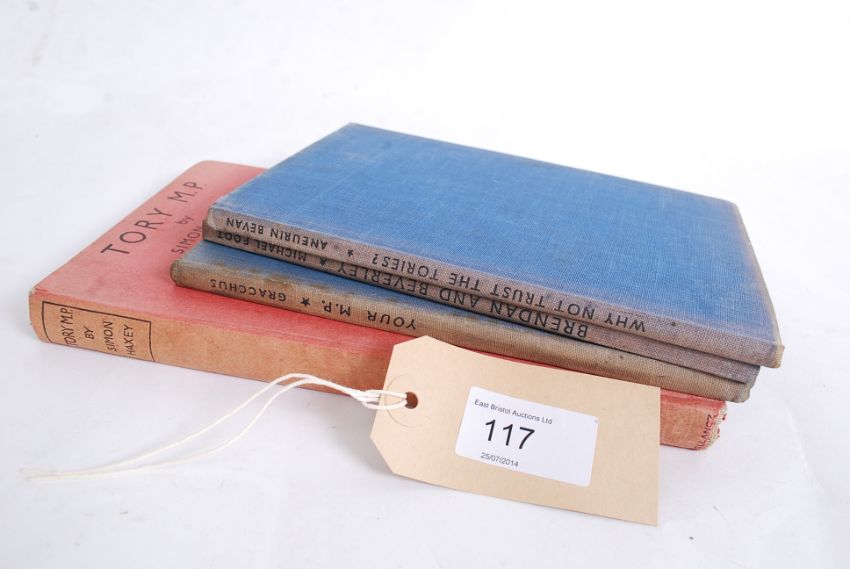 WHY NOT TRUST THE TORIES? ★ ANEURIN BEVAN
BRENDAN AND BEVERLEY ★ MICHAEL FOOT
YOUR M.P. ★ GRACCHUS
TORY M.P.
by
SIMON
TORY M.P.
BY
SIMON
HAXEY
East Bristol Auctions Ltd
117
25/07/2014